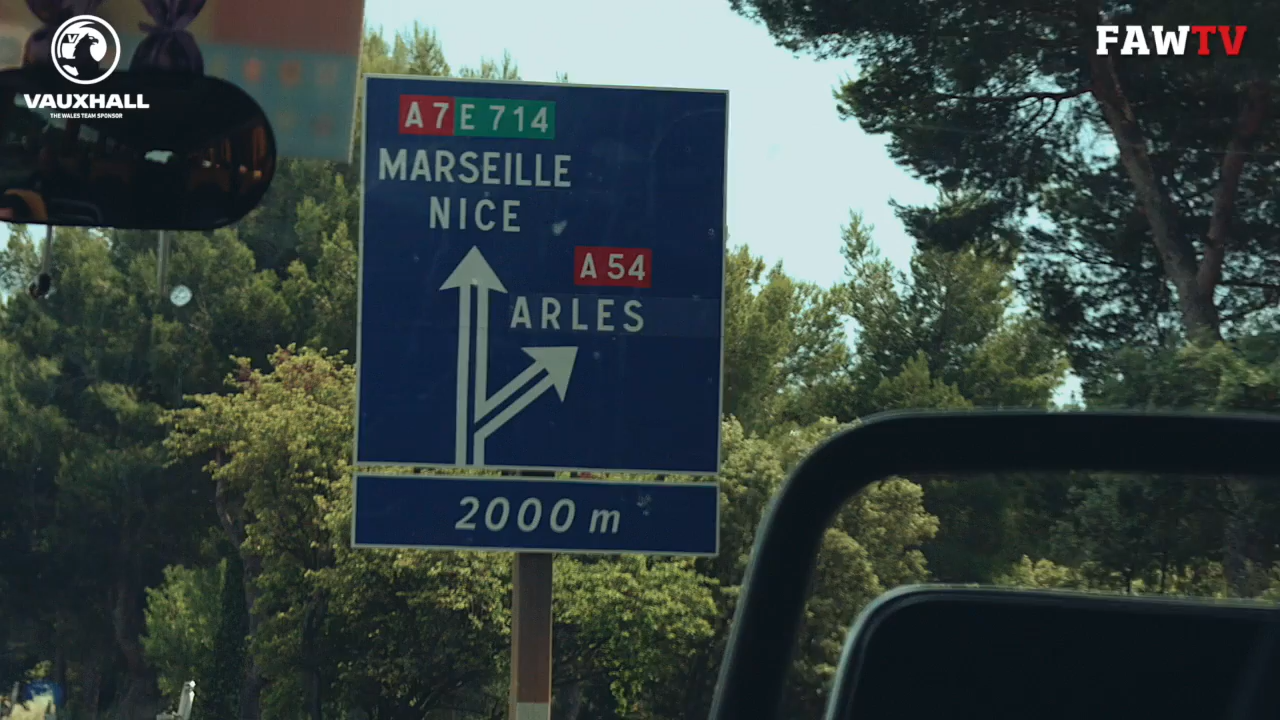 VAUXHALL
THE WALES TEAM SPONSOR
FAWTV
A7 E 714
MARSEILLE
NICE
A 54
ARLES
2000 m